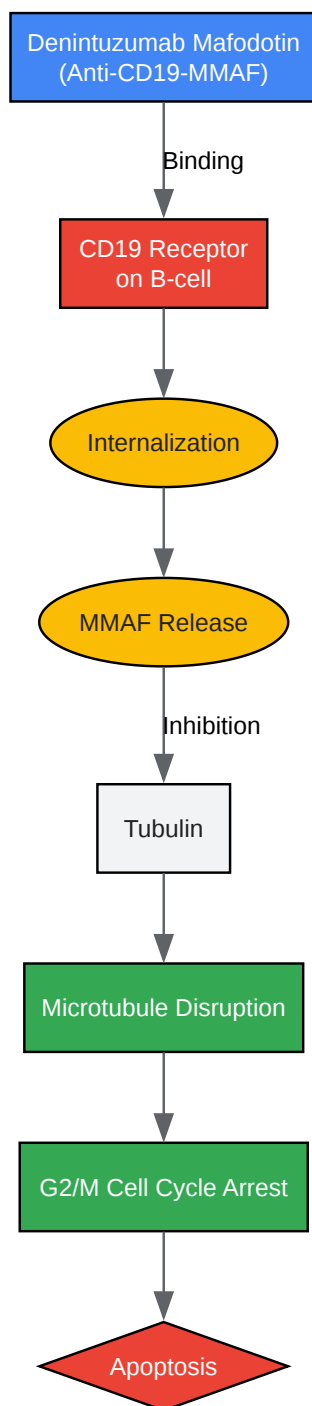 Denintuzumab Mafodotin
(Anti-CD19-MMAF)
Binding
CD19 Receptor
on B-cell
Internalization
MMAF Release
Inhibition
Tubulin
Microtubule Disruption
G2/M Cell Cycle Arrest
Apoptosis